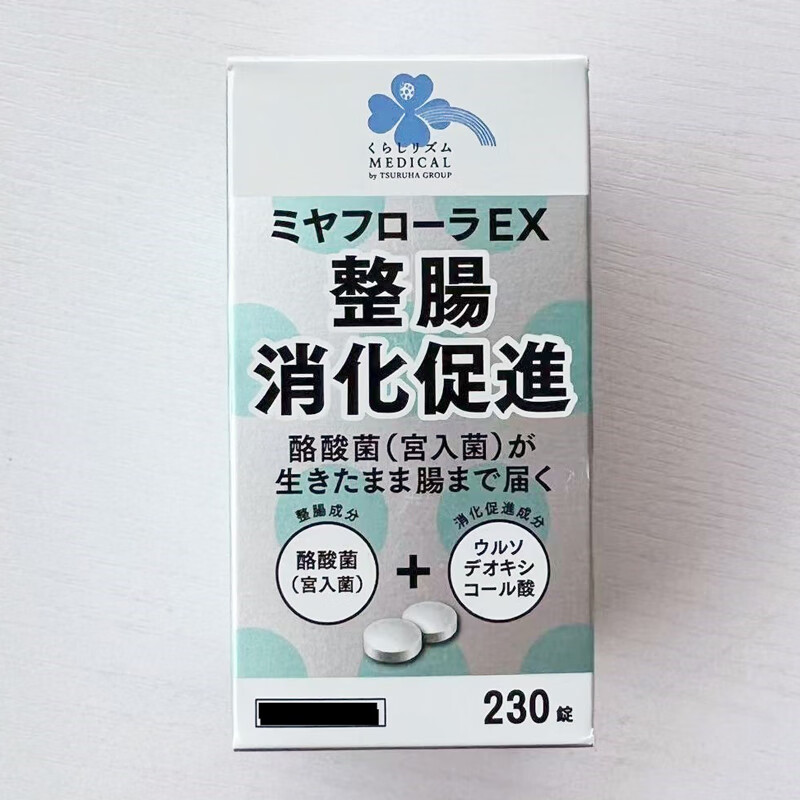 くらしリズム
MEDICAL
by TSURUHA GROUP
ミヤフローラEX
整腸
消化促進
酪酸菌(宮入菌)が
生きたまま腸まで届く
整腸成分
酪酸菌
(宮入菌)
+
消化促進成分
ウルソ
デオキシ
コール酸
230錠